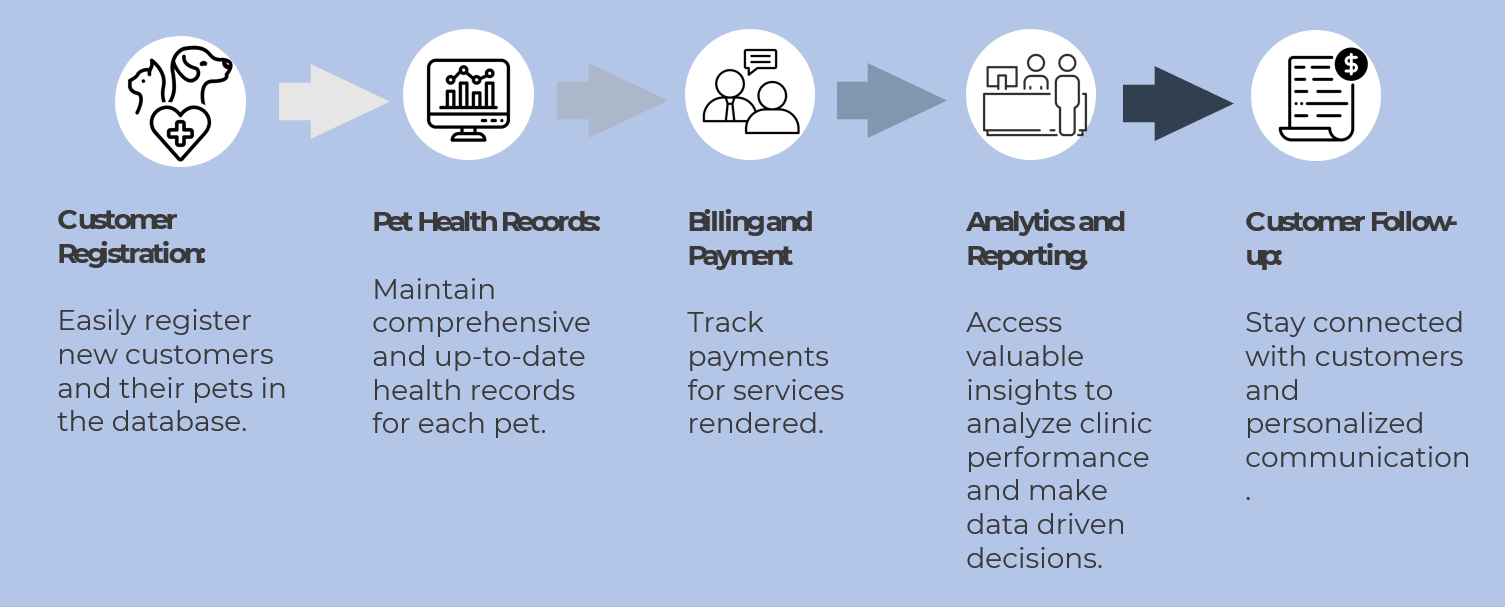 $
Customer
Registration:
Easily register
new customers
and their pets in
the database.
Pet Health Records:
Maintain
comprehensive
and up-to-date
health records
for each pet.
Billing and
Payment
Track
payments
for services
rendered.
Analytics and
Reporting.
Access
valuable
insights to
analyze clinic
performance
and make
data driven
decisions.
Customer Follow-
up:
Stay connected
with customers
and
personalized
communication
.